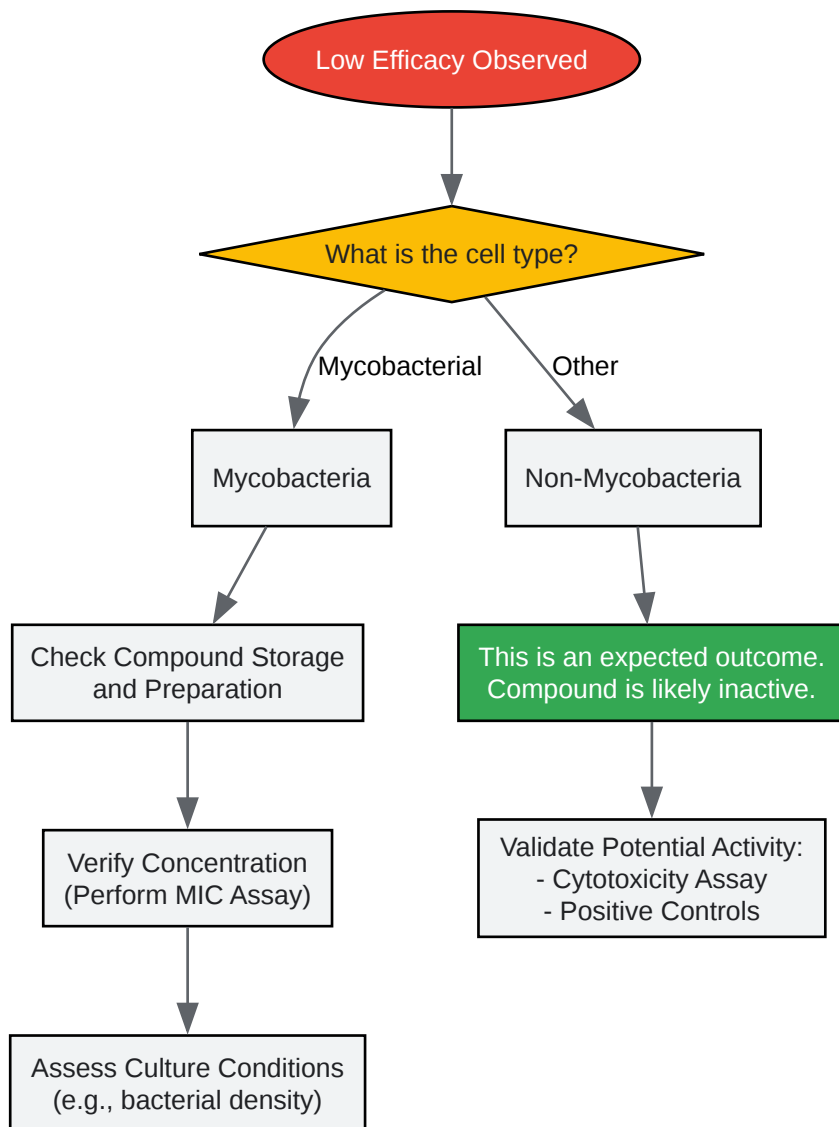 Low Efficacy Observed
What is the cell type?
Mycobacterial
Other
Mycobacteria
Non-Mycobacteria
Check Compound Storage
and Preparation
This is an expected outcome.
Compound is likely inactive.
Verify Concentration
(Perform MIC Assay)
Validate Potential Activity:
- Cytotoxicity Assay
- Positive Controls
Assess Culture Conditions
(e.g., bacterial density)